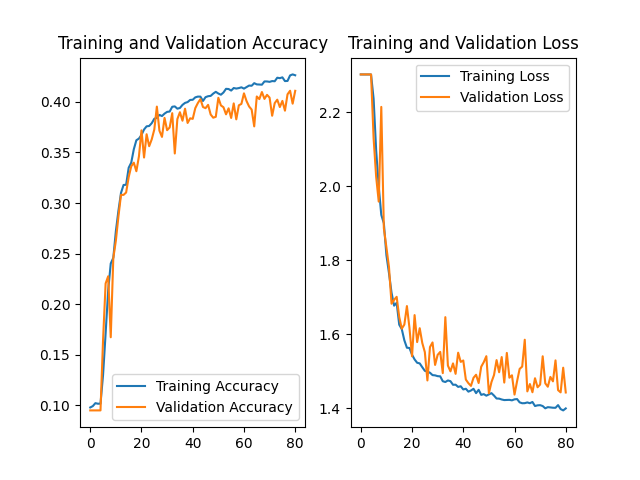 Training and Validation Accuracy
0.40
0.35
0.30
0.25
0.20
0.15
0.10
Training Accuracy
Validation Accuracy
0 20 40 60 80
Training and Validation Loss
Training Loss
Validation Loss
2.2
2.0
1.8
1.6
1.4
0 20 40 60 80